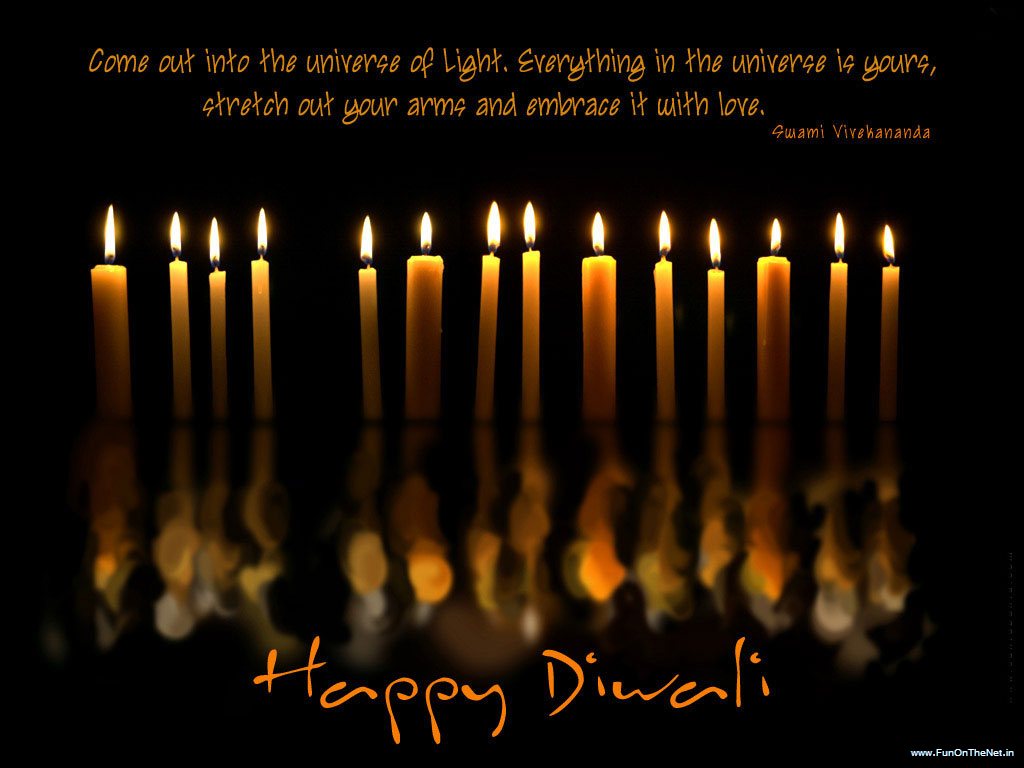 Come out into the universe of Light. Everything in the universe is yours,
stretch out your arms and embrace it with love.
Swami Vivekananda
Happy Diwali
www.FunOnTheNet.in